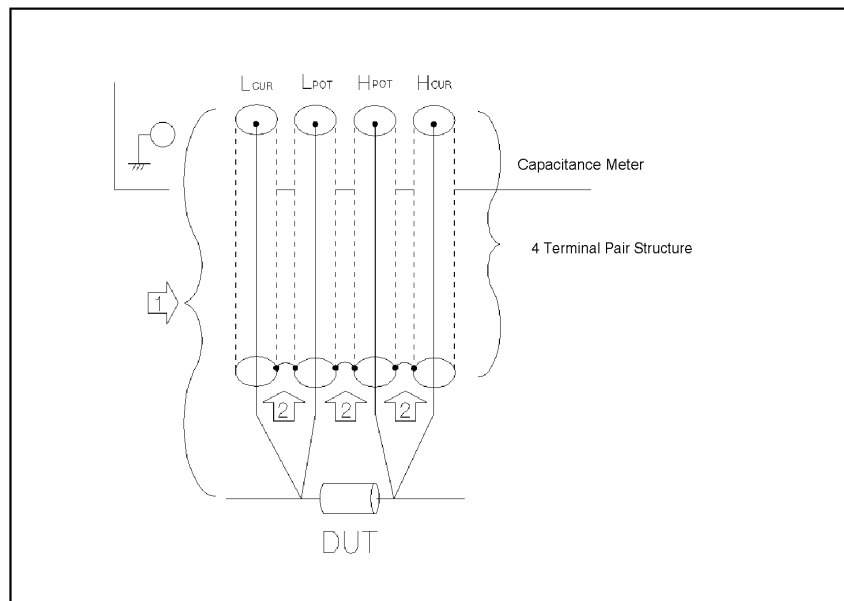 LCUR LPOT HPOT HCUR
Capacitance Meter
4 Terminal Pair Structure
1
2 2 2
DUT